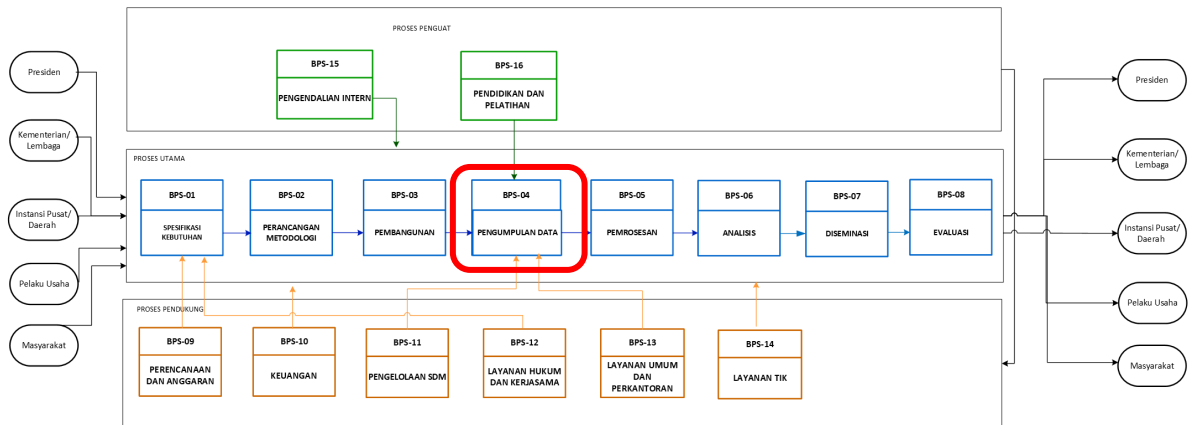 PROSES PENGUAT
BPS-15
PENGENDALIAN INTERN
BPS-16
PENDIDIKAN DAN
PELATIHAN
Presiden
Kementerian/
Lembaga
Instansi Pusat/
Daerah
Pelaku Usaha
Masyarakat
PROSES UTAMA
BPS-01
SPESIFIKASI
KEBUTUHAN
BPS-02
PERANCANGAN
METODOLOGI
BPS-03
PEMBANGUNAN
BPS-04
PENGUMPULAN DATA
BPS-05
PEMROSESAN
BPS-06
ANALISIS
BPS-07
DISEMINASI
BPS-08
EVALUASI
PROSES PENDUKUNG
BPS-09
PERENCANAAN
DAN ANGGARAN
BPS-10
KEUANGAN
BPS-11
PENGELOLAAN SDM
BPS-12
LAYANAN HUKUM
DAN KERJASAMA
BPS-13
LAYANAN UMUM
DAN
PERKANTORAN
BPS-14
LAYANAN TIK
Presiden
Kementerian/
Lembaga
Instansi Pusat/
Daerah
Pelaku Usaha
Masyarakat